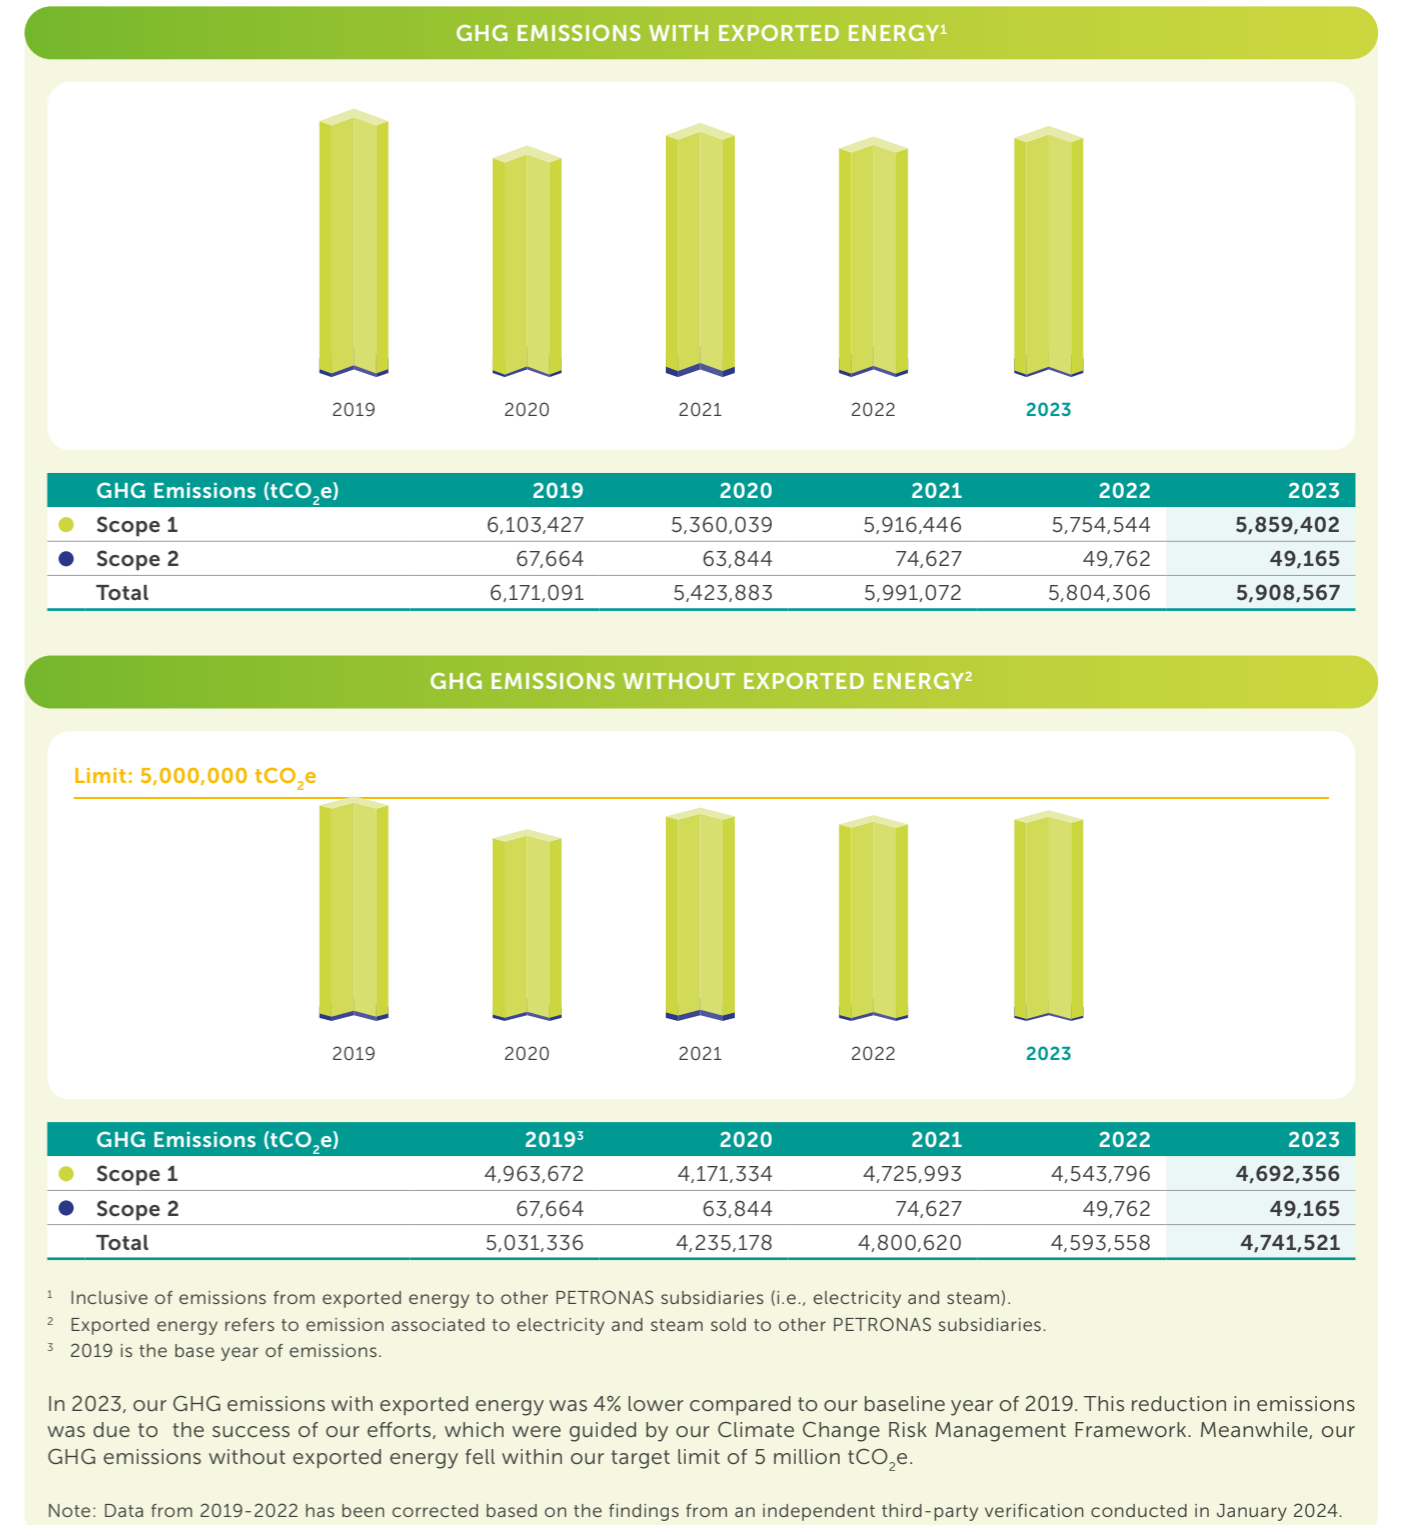 GHG EMISSIONS WITH EXPORTED ENERGY¹
2019 2020 2021 2022 2023
GHG Emissions (tCO₂e) 2019 2020 2021 2022 2023
Scope 1 6,103,427 5,360,039 5,916,446 5,754,544 5,859,402
Scope 2 67,664 63,844 74,627 49,762 49,165
Total 6,171,091 5,423,883 5,991,072 5,804,306 5,908,567
GHG EMISSIONS WITHOUT EXPORTED ENERGY²
Limit: 5,000,000 tCO₂e
2019 2020 2021 2022 2023
GHG Emissions (tCO₂e) 2019³ 2020 2021 2022 2023
Scope 1 4,963,672 4,171,334 4,725,993 4,543,796 4,692,356
Scope 2 67,664 63,844 74,627 49,762 49,165
Total 5,031,336 4,235,178 4,800,620 4,593,558 4,741,521
¹ Inclusive of emissions from exported energy to other PETRONAS subsidiaries (i.e., electricity and steam).
² Exported energy refers to emission associated to electricity and steam sold to other PETRONAS subsidiaries.
³ 2019 is the base year of emissions.
In 2023, our GHG emissions with exported energy was 4% lower compared to our baseline year of 2019. This reduction in emissions
was due to the success of our efforts, which were guided by our Climate Change Risk Management Framework. Meanwhile, our
GHG emissions without exported energy fell within our target limit of 5 million tCO₂e.
Note: Data from 2019-2022 has been corrected based on the findings from an independent third-party verification conducted in January 2024.